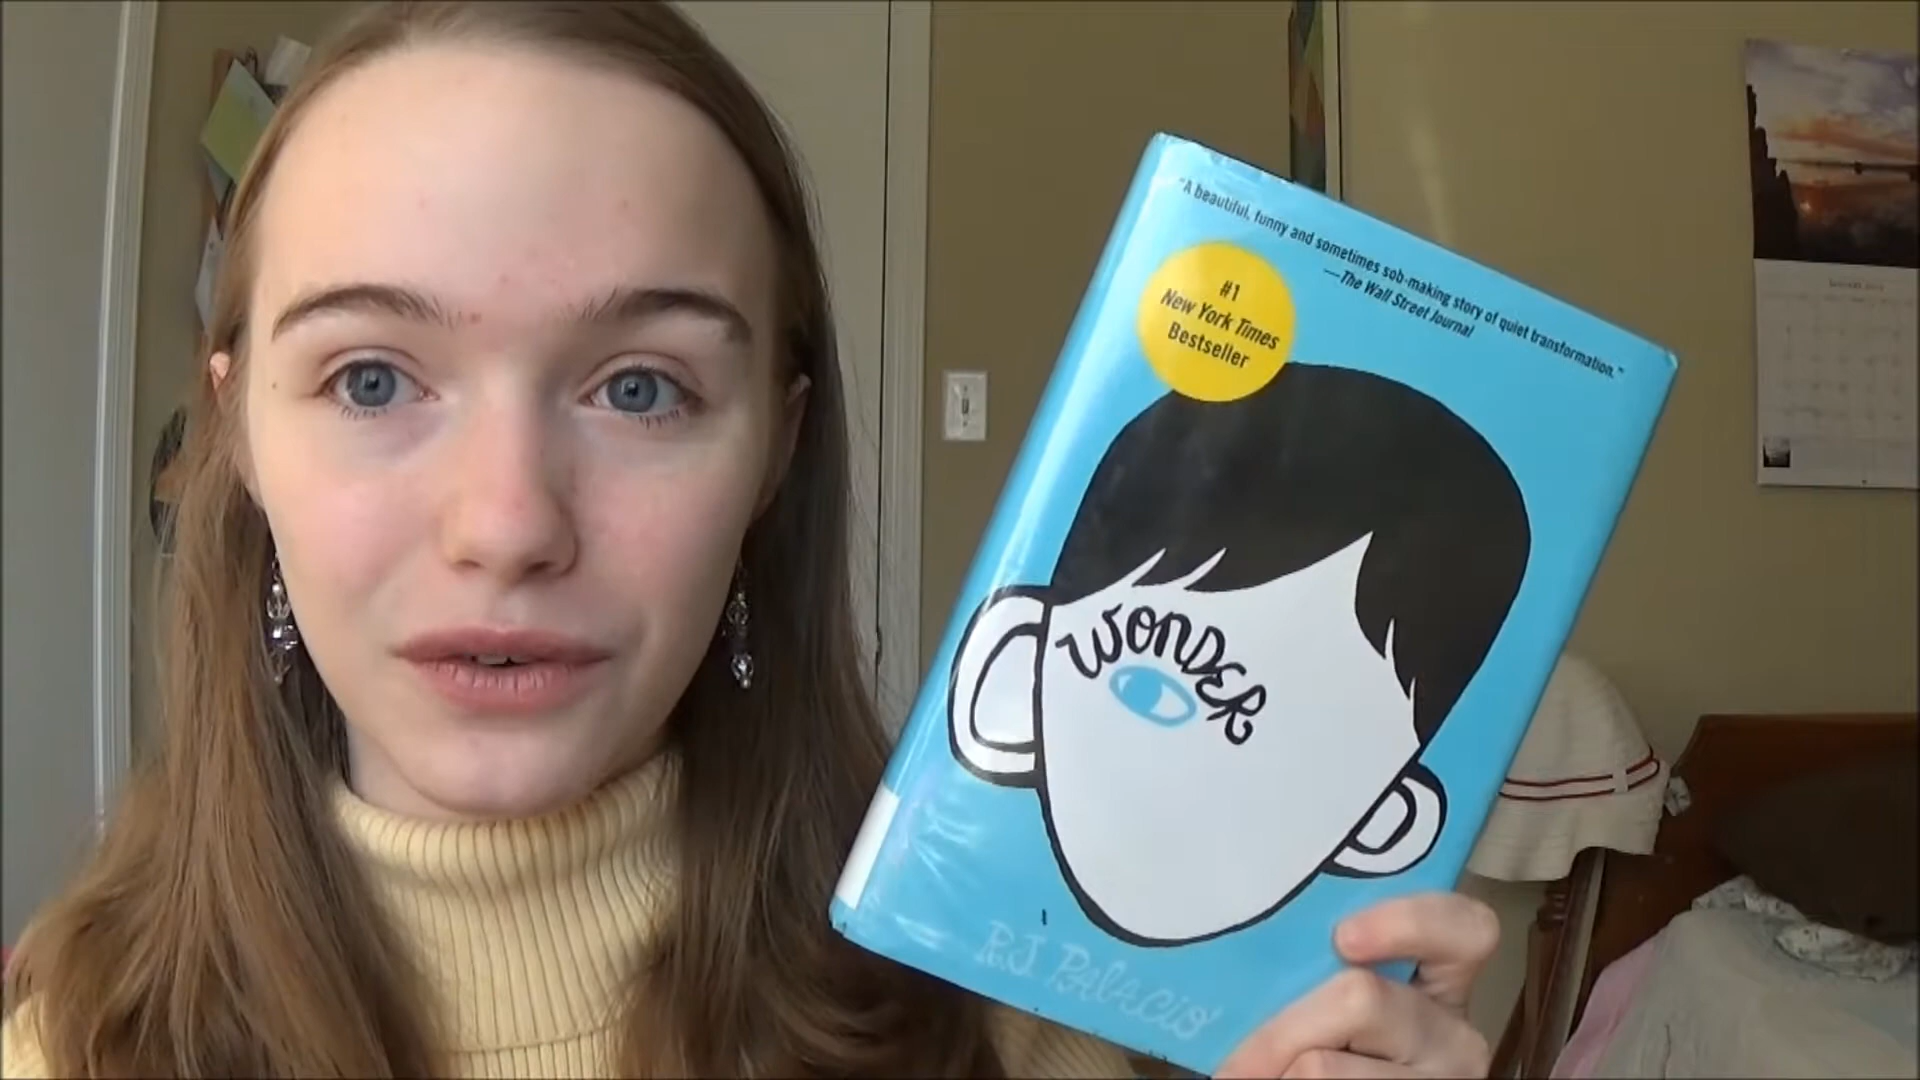 "A beautiful, funny and sometimes sob-making story of quiet transformation."
—The Wall Street Journal
#1
New York Times
Bestseller
WONDER
R.J. Palacio